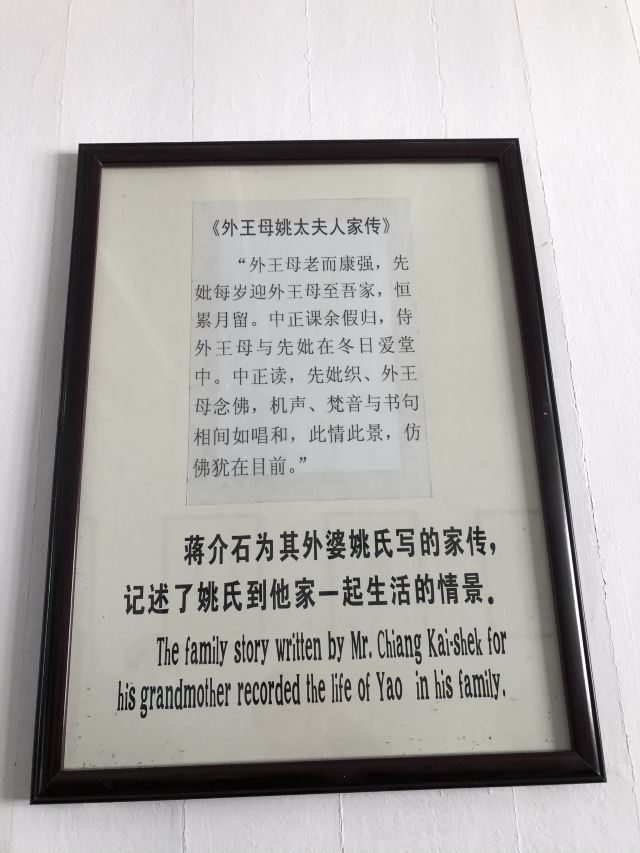 《外王母姚太夫人家传》
“外王母老而康强，先
妣每岁迎外王母至吾家，恒
累月留。中正课余假归，侍
外王母与先妣在冬日爱堂
中。中正读，先妣织、外王
母念佛，机声、梵音与书句
相间如唱和，此情此景，仿
佛犹在目前。”
蒋介石为其外婆姚氏写的家传，
记述了姚氏到他家一起生活的情景。
The family story written by Mr. Chiang Kai-shek for
his grandmother recorded the life of Yao in his family.